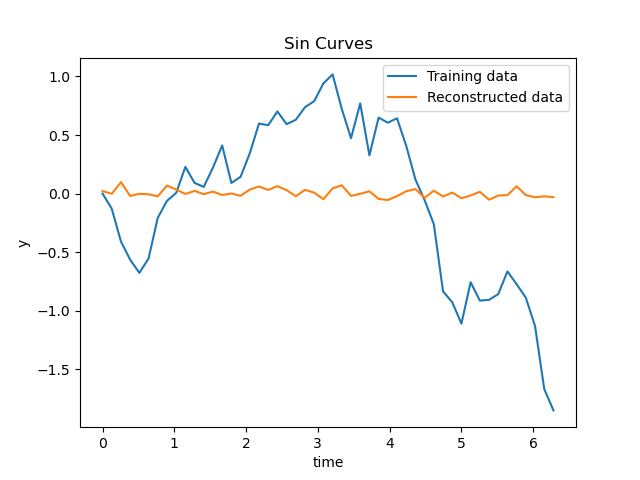 Sin Curves
Training data
Reconstructed data
1.0
0.5
0.0
−0.5
−1.0
−1.5
y
0 1 2 3 4 5 6
time